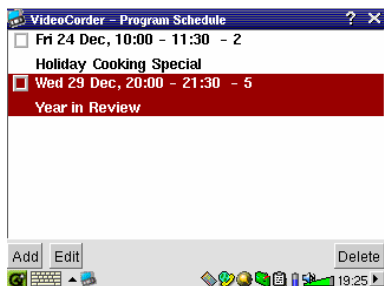 VideoCorder - Program Schedule ? ×
Fri 24 Dec, 10:00 - 11:30 - 2
Holiday Cooking Special
Wed 29 Dec, 20:00 - 21:30 - 5
Year in Review
Add Edit Delete
19:25